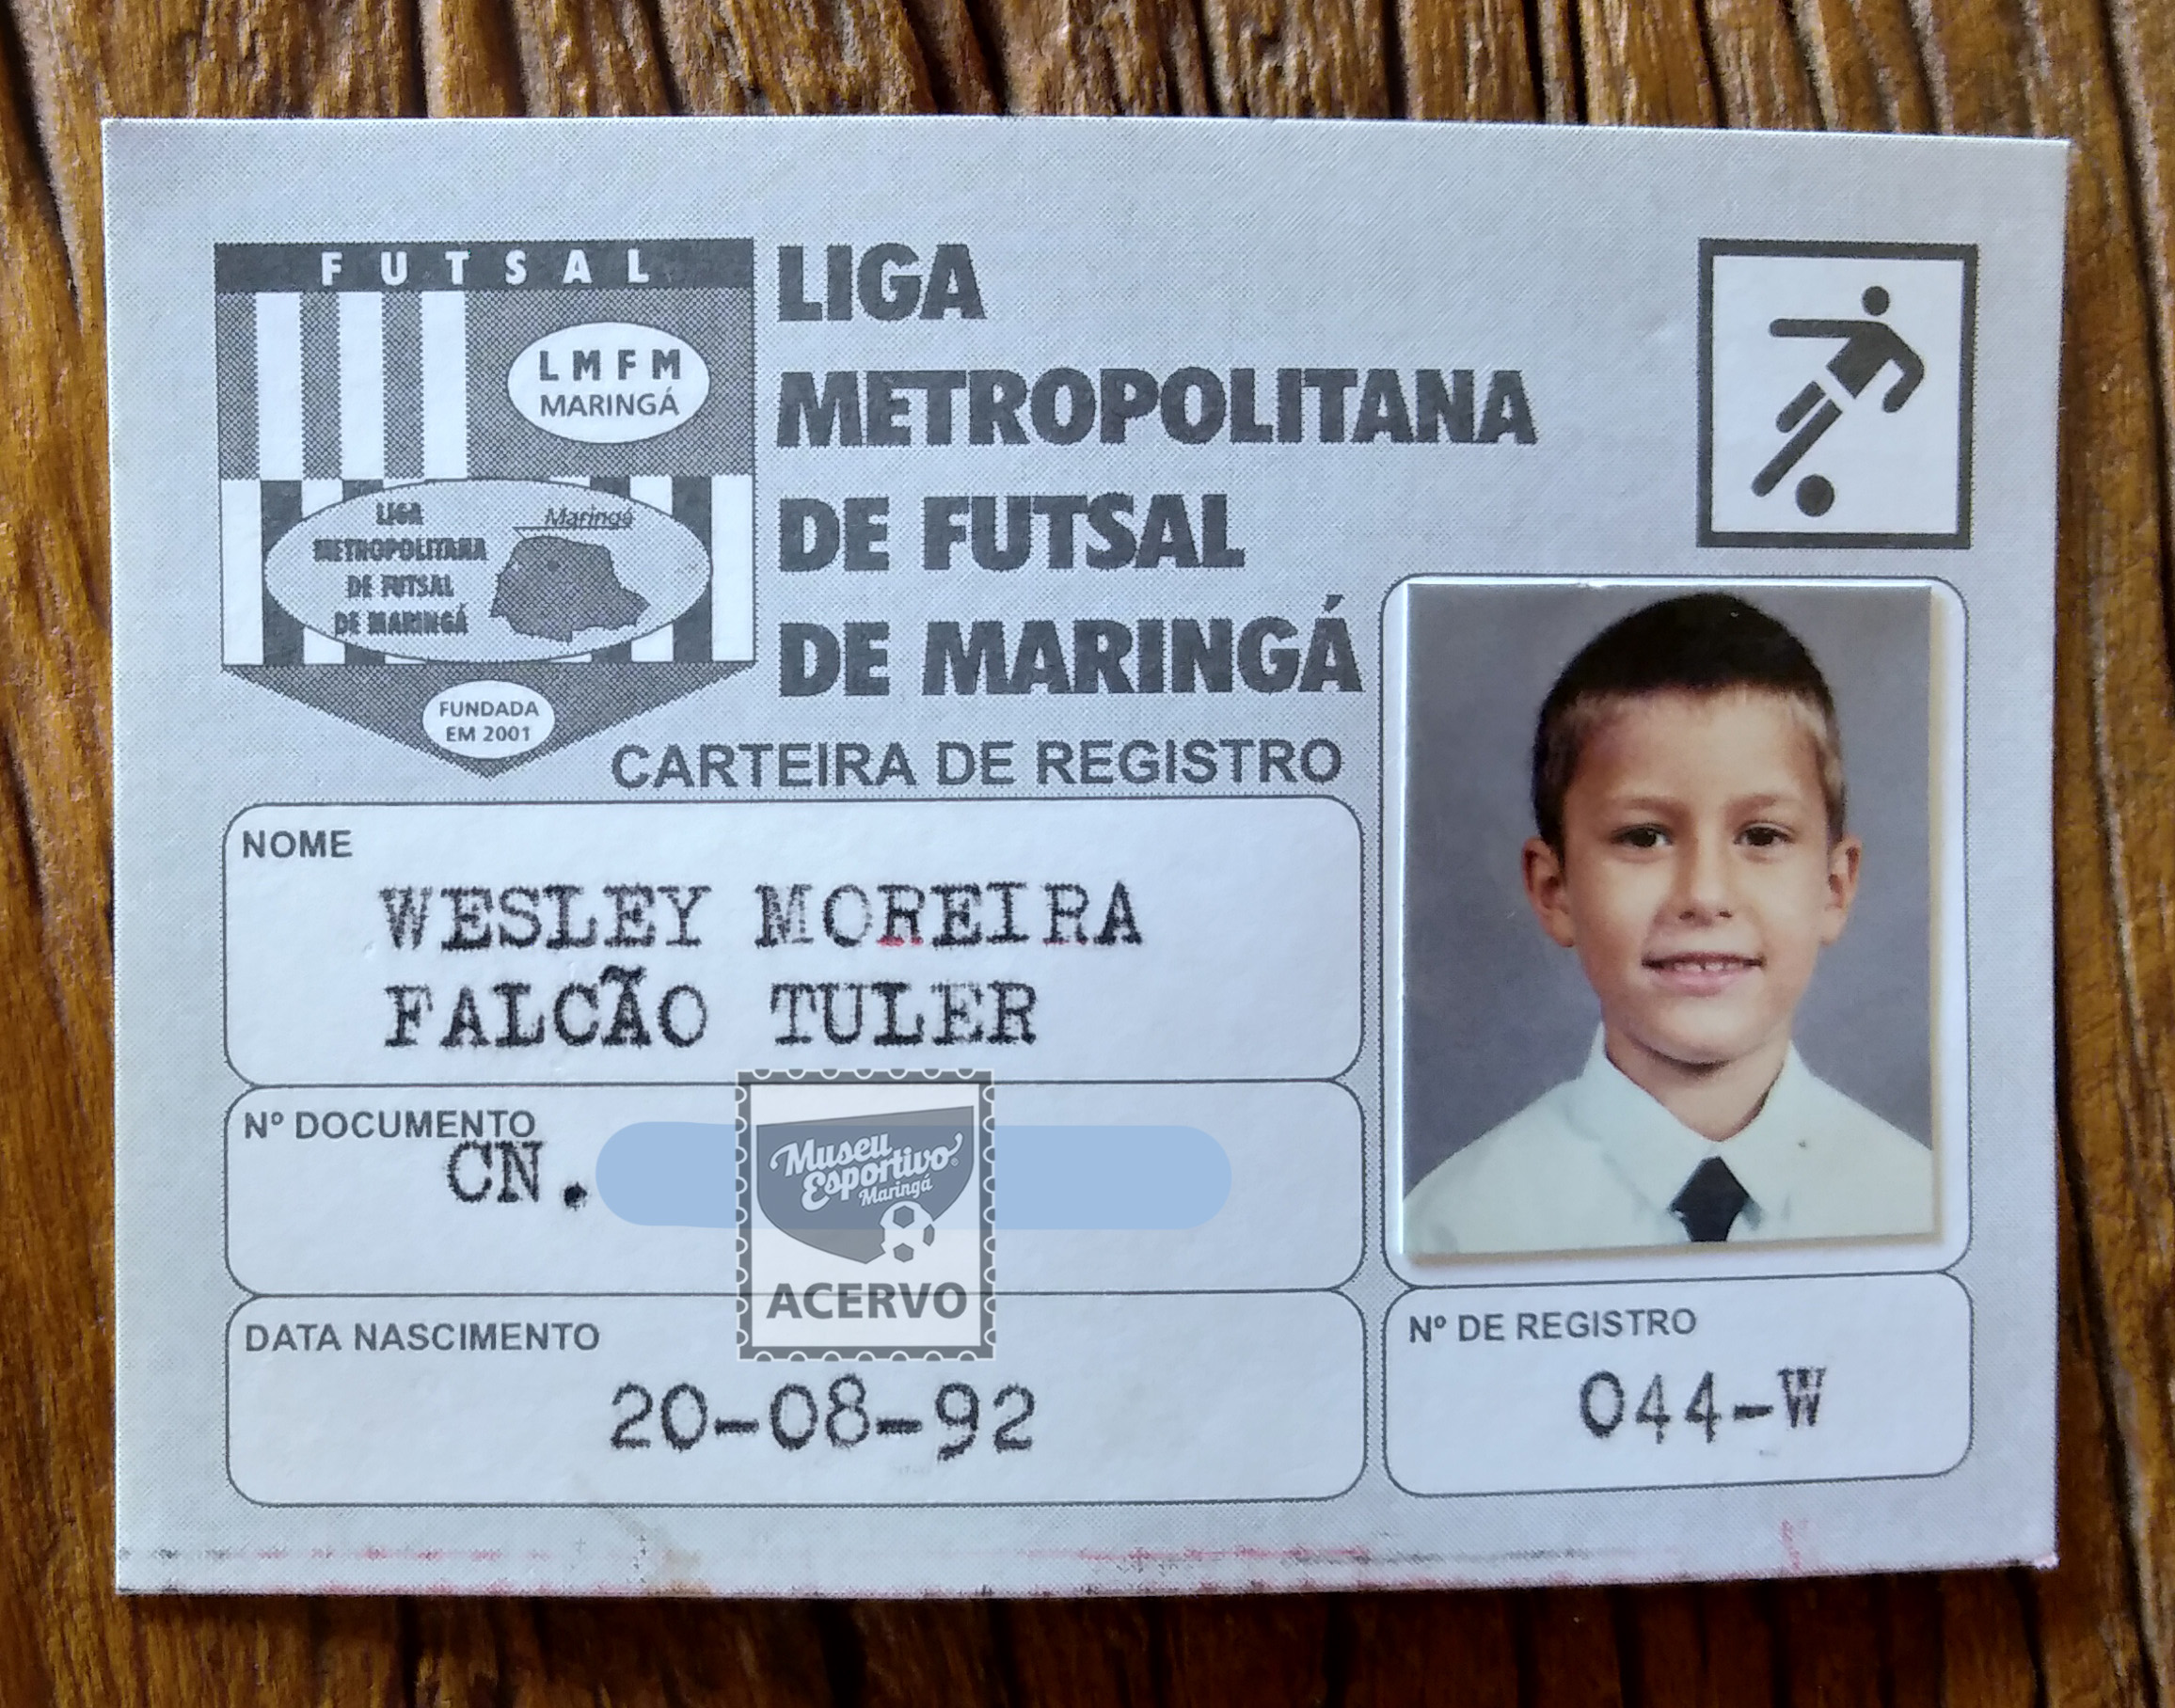 FUTSAL
LMFM
MARINGÁ
LIGA
METROPOLITANA
DE FUTSAL
DE MARINGÁ
Maringá
FUNDADA
EM 2001
LIGA
METROPOLITANA
DE FUTSAL
DE MARINGÁ
CARTEIRA DE REGISTRO
NOME
WESLEY MOREIRA
FALCÃO TULER
Nº DOCUMENTO
CN.
Museu
Esportivo
Maringá
ACERVO
DATA NASCIMENTO
20-08-92
Nº DE REGISTRO
044-W